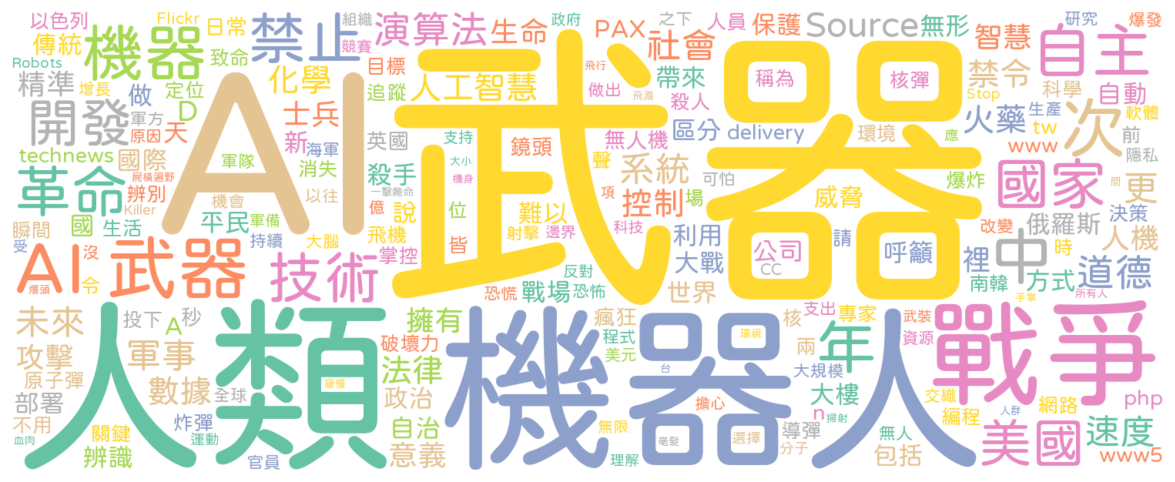 以色列 Flickr 日常 禁止 組織 政府 演算法 生命 之下 人員 PAX 保護 Source 無形 研究 爆發
傳統 機器 競賽 社會 智慧 自主
Robots 致命 目標 人工智慧 飛行 做出 帶來 稱為 核彈 禁令 Stop 科學 自動
精準 增長 定位 化學 追蹤 飛灑 殺人
開發 軍方 做 D 士兵 英國 支持 無人機 區分 delivery 環境 火藥 tw 生產 軟體
原因 天 新 海軍 鏡頭 聲 次 應 www 前 隱私
technews 國際 軍隊 消失 AI 殺手 大小 武器 系統 可怕 爆炸 國家 更
革命 屍橫遍野 辨別 機會 以往 一擊斃命 機身 項 控制 場 威脅 間
Killer 平民 軍備 億 說 位 難以 射擊 邊界 科技 利用 請 改變 俄羅斯 決策
瞬間 國 生活 持續 大腦 飛機 皆 大戰 公司 呼籲 裡 中 時 人機
受 沒 AI 武器 技術 掌控 反對 CC 南韓 方式 道德
爆頭 令 恐慌 戰場 恐怖 世界 手掌 所有人
未來 投下 A 秒 擁有 瘋狂 環視 核 支出 專家 武裝 戰爭
攻擊 軍事 人類 破壞力 機器人 程式 美元 兩 年 資源
原子彈 數據 緩慢 法律 台 大規模
部署 全球 政治 擔心 大樓 交織 編程 網路 php
不用 炸彈 自治 無限 毫髮 選擇 n 導彈 掃射 人群 美國 速度
血肉 關鍵 運動 辨識 官員 意義 理解 分子 無人 包括 www5